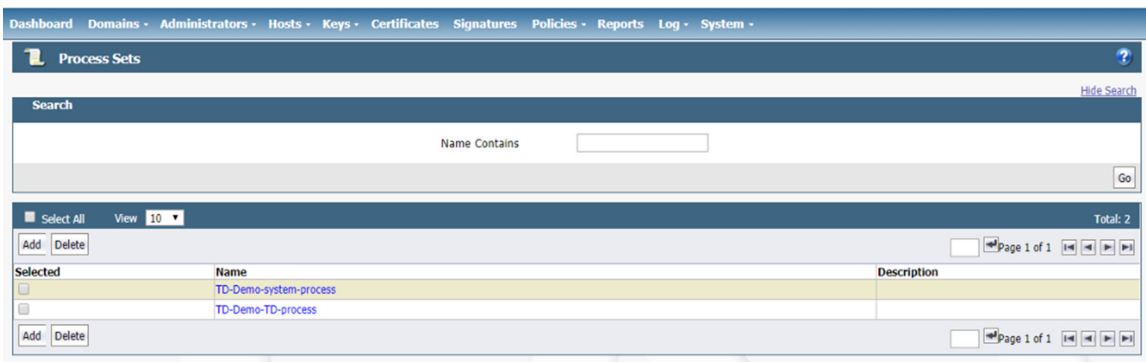 Dashboard Domains Administrators Hosts Keys Certificates Signatures Policies Reports Log System
Process Sets ?
Hide Search
Search
Name Contains
Go
Select All View 10 Total: 2
Add Delete Page 1 of 1
Selected Name Description
TD-Demo-system-process
TD-Demo-TD-process
Add Delete Page 1 of 1